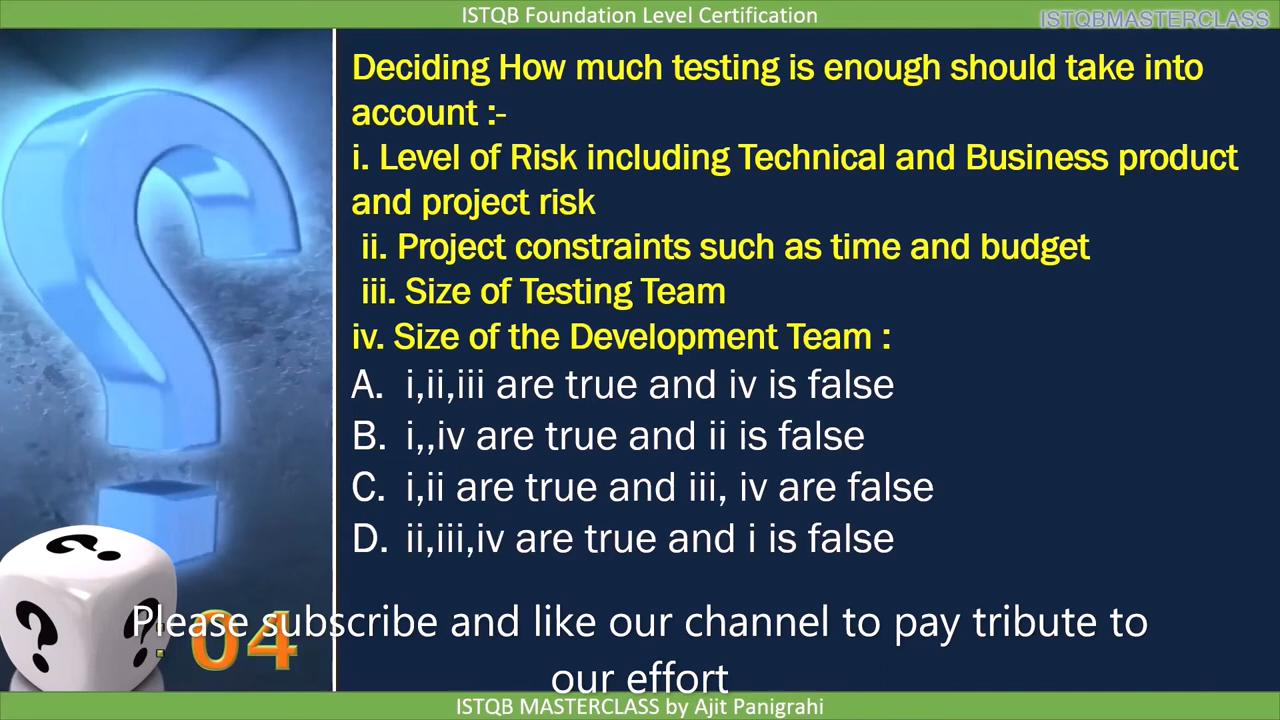 ISTQB Foundation Level Certification
ISTQBMASTERCLASS
Deciding How much testing is enough should take into
account :-
i. Level of Risk including Technical and Business product
and project risk
ii. Project constraints such as time and budget
iii. Size of Testing Team
iv. Size of the Development Team :
A. i,ii,iii are true and iv is false
B. i,,iv are true and ii is false
C. i,ii are true and iii, iv are false
D. ii,iii,iv are true and i is false
:04
Please subscribe and like our channel to pay tribute to
our effort
ISTQB MASTERCLASS by Ajit Panigrahi